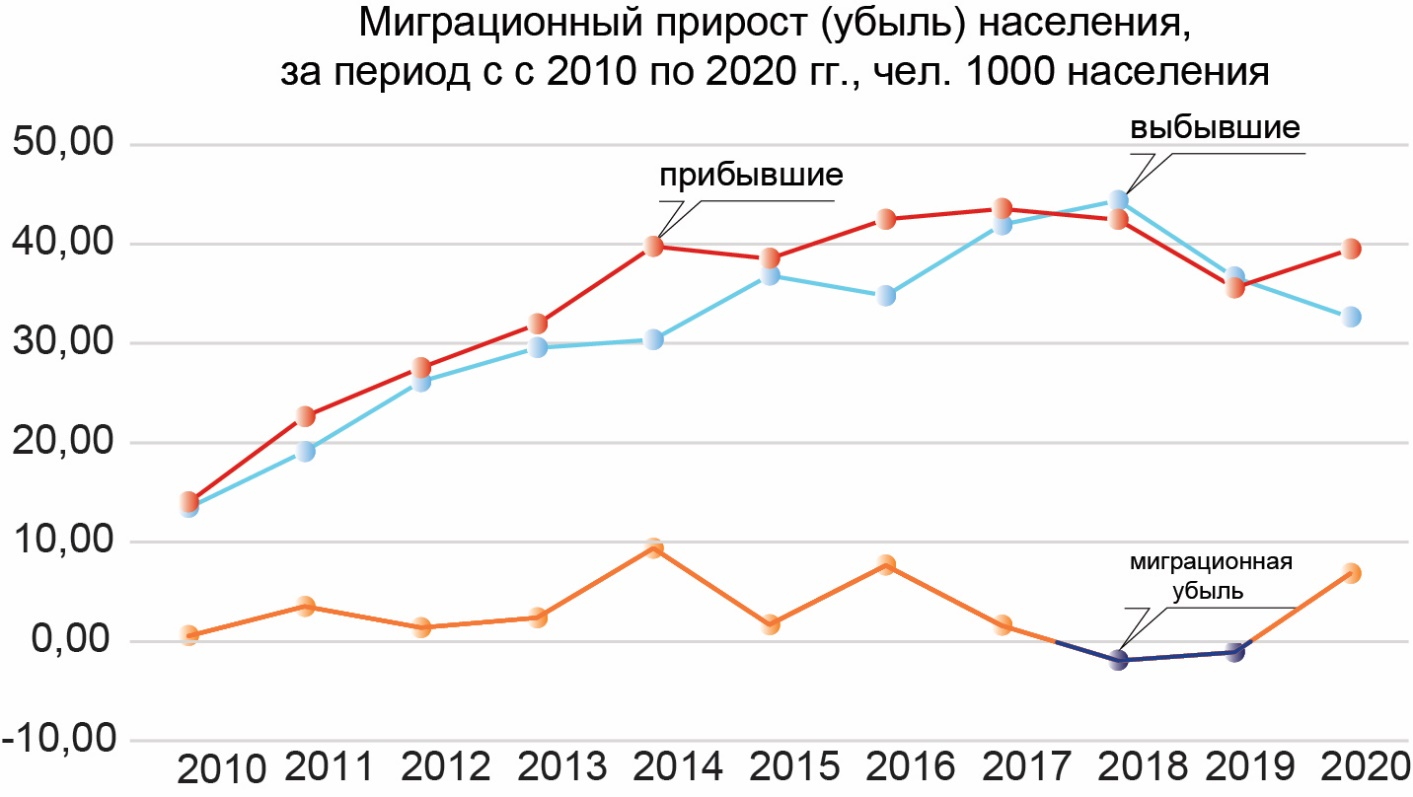 Миграционный прирост (убыль) населения,
за период с с 2010 по 2020 гг., чел. 1000 населения
50,00
выбывшие
прибывшие
40,00
30,00
20,00
10,00
миграционная
убыль
0,00
-10,00
2010 2011 2012 2013 2014 2015 2016 2017 2018 2019 2020